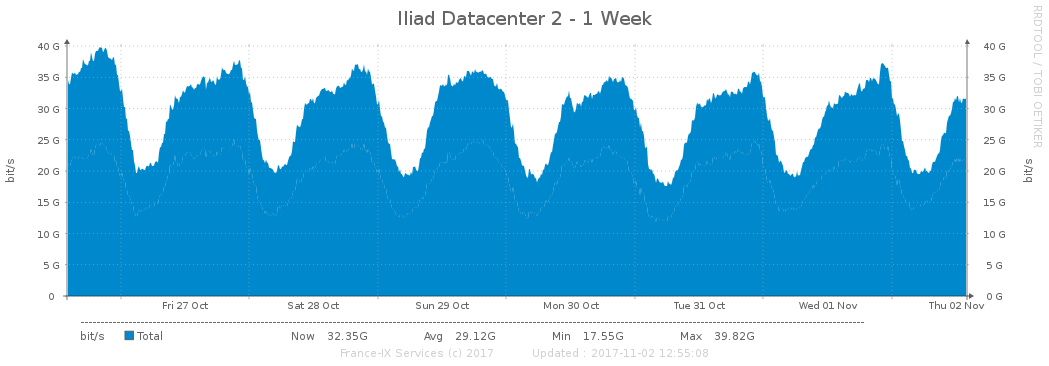 Iliad Datacenter 2 - 1 Week
RRDTOOL / TOBI OETIKER
40 G 40 G
35 G 35 G
30 G 30 G
25 G 25 G
20 G 20 G
15 G 15 G
10 G 10 G
5 G 5 G
0 0 G
bit/s bit/s
Fri 27 Oct Sat 28 Oct Sun 29 Oct Mon 30 Oct Tue 31 Oct Wed 01 Nov Thu 02 Nov
bit/s Total Now 32.35G Avg 29.12G Min 17.55G Max 39.82G
France-IX Services (c) 2017 Updated : 2017-11-02 12:55:08